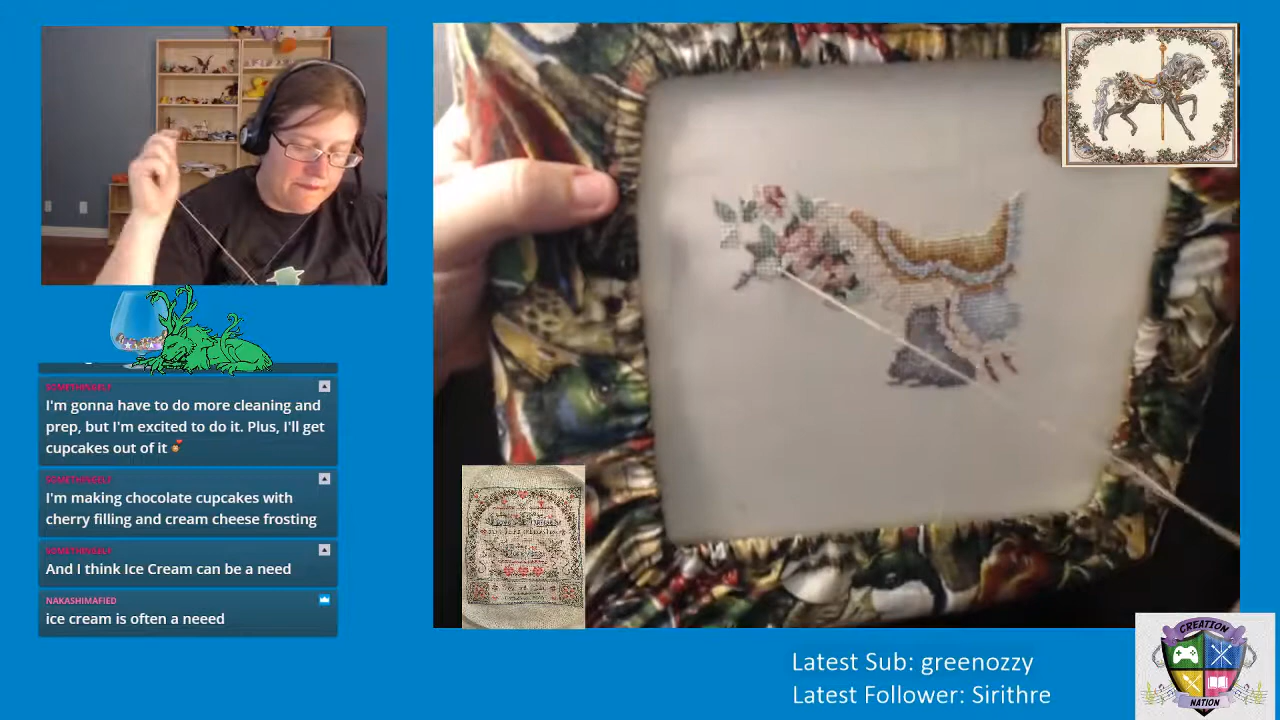 I'm gonna have to do more cleaning and
prep, but I'm excited to do it. Plus, I'll get
cupcakes out of it
I'm making chocolate cupcakes with
cherry filling and cream cheese frosting
And I think Ice Cream can be a need
NAKASHIMAFIED
ice cream is often a neeed
Latest Sub: greenozzy
Latest Follower: Sirithre
CREATION
NATION